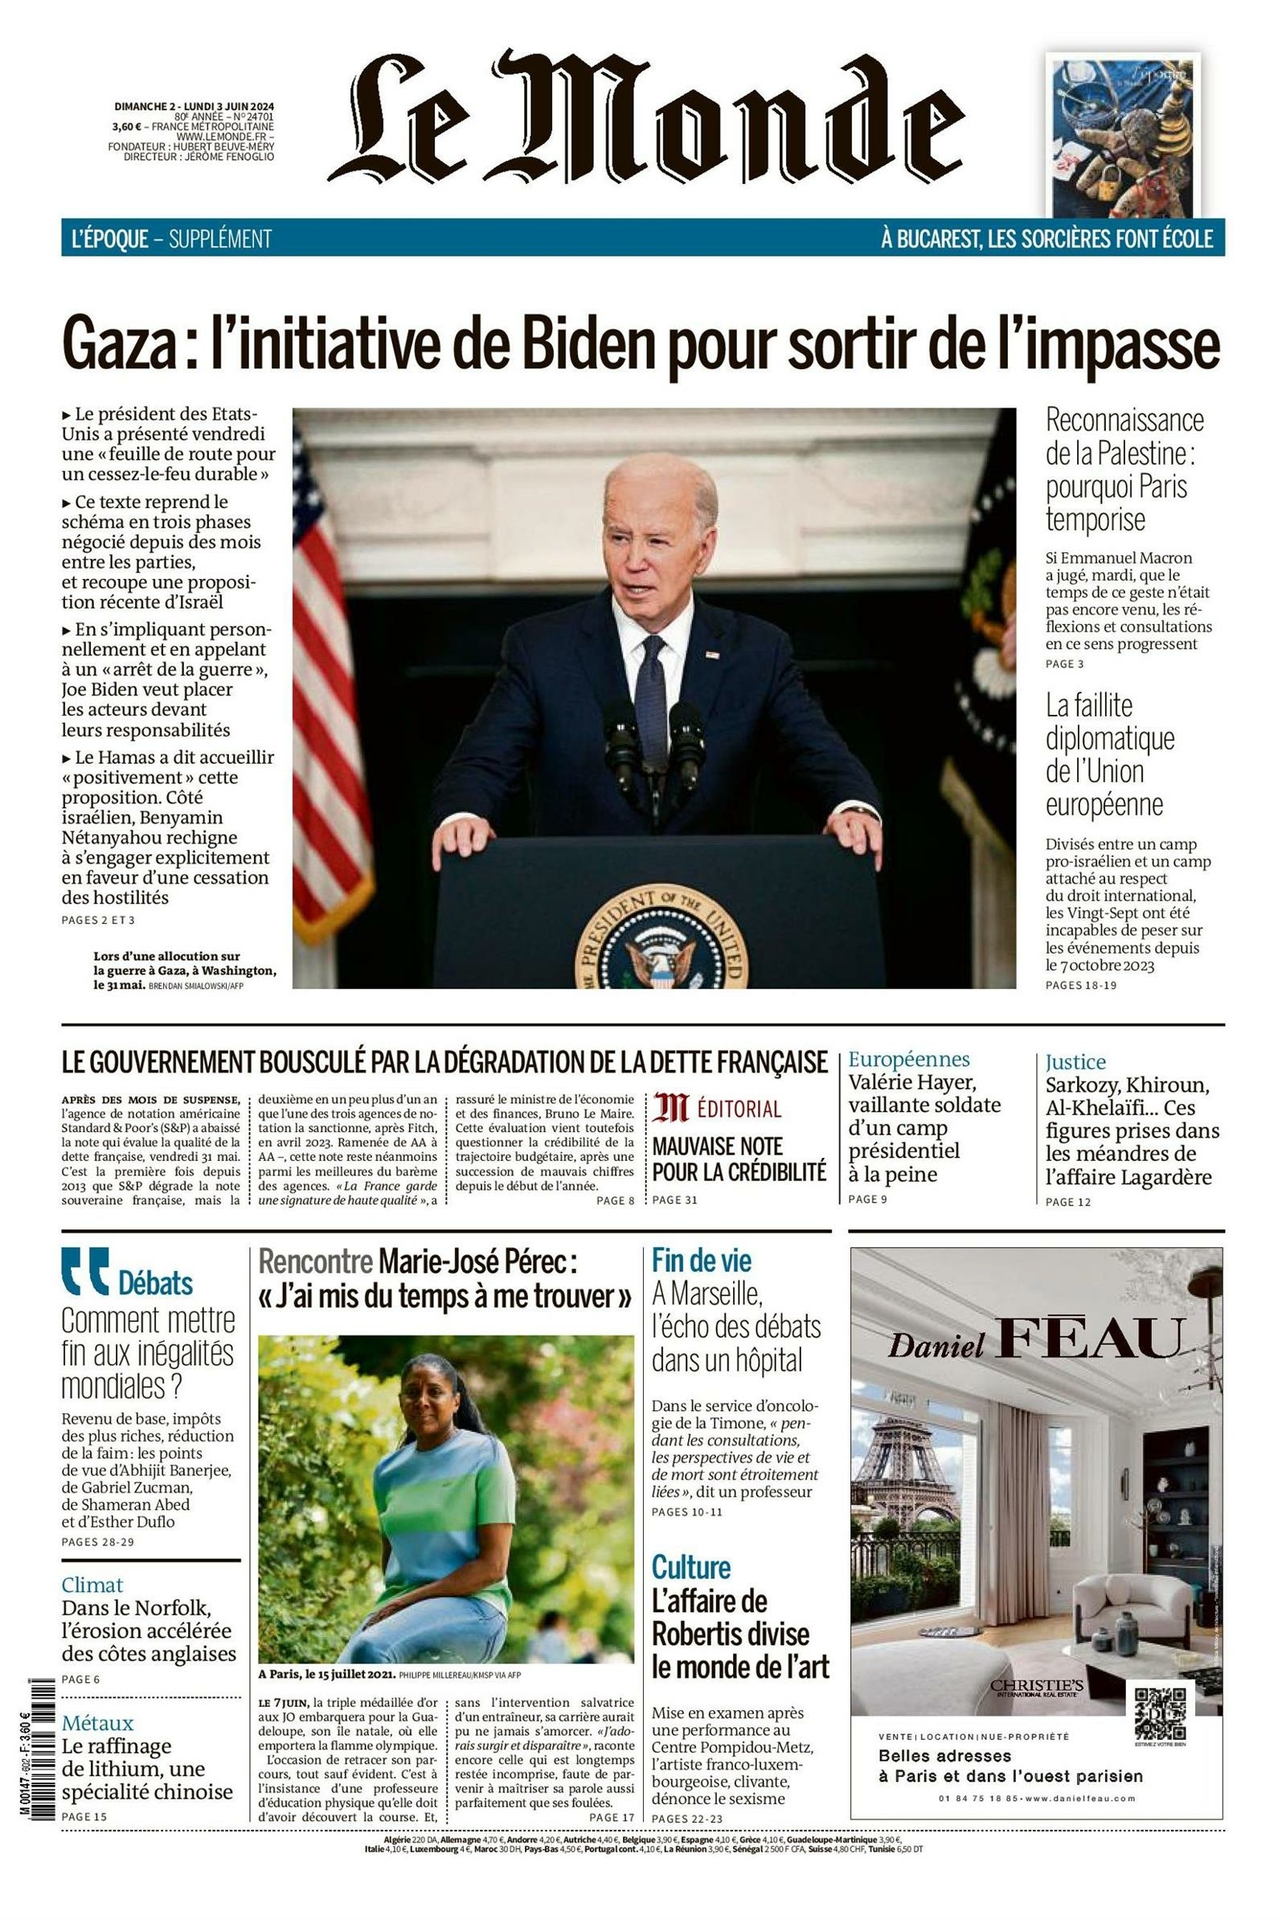 DIMANCHE 2 - LUNDI 3 JUIN 2024
80E ANNÉE – NO 24701
3,60 € – FRANCE MÉTROPOLITAINE
WWW.LEMONDE.FR –
FONDATEUR : HUBERT BEUVE-MÉRY
DIRECTEUR : JÉRÔME FENOGLIO
Le Monde
L'ÉPOQUE – SUPPLÉMENT
À BUCAREST, LES SORCIÈRES FONT ÉCOLE
Gaza : l'initiative de Biden pour sortir de l'impasse
▶ Le président des Etats-
Unis a présenté vendredi
une « feuille de route pour
un cessez-le-feu durable »
▶ Ce texte reprend le
schéma en trois phases
négocié depuis des mois
entre les parties,
et recoupe une proposi-
tion récente d'Israël
▶ En s'impliquant person-
nellement et en appelant
à un « arrêt de la guerre »,
Joe Biden veut placer
les acteurs devant
leurs responsabilités
▶ Le Hamas a dit accueillir
« positivement » cette
proposition. Côté
israélien, Benyamin
Nétanyahou rechigne
à s'engager explicitement
en faveur d'une cessation
des hostilités
PAGES 2 ET 3
Lors d'une allocution sur
la guerre à Gaza, à Washington,
le 31 mai. BRENDAN SMIALOWSKI/AFP
PRESIDENT OF THE UNITED
Reconnaissance
de la Palestine :
pourquoi Paris
temporise
Si Emmanuel Macron
a jugé, mardi, que le
temps de ce geste n'était
pas encore venu, les ré-
flexions et consultations
en ce sens progressent
PAGE 3
La faillite
diplomatique
de l'Union
européenne
Divisés entre un camp
pro-israélien et un camp
attaché au respect
du droit international,
les Vingt-Sept ont été
incapables de peser sur
les événements depuis
le 7 octobre 2023
PAGES 18-19
LE GOUVERNEMENT BOUSCULÉ PAR LA DÉGRADATION DE LA DETTE FRANÇAISE
APRÈS DES MOIS DE SUSPENSE,
l'agence de notation américaine
Standard & Poor's (S&P) a abaissé
la note qui évalue la qualité de la
dette française, vendredi 31 mai.
C'est la première fois depuis
2013 que S&P dégrade la note
souveraine française, mais la
deuxième en un peu plus d'un an
que l'une des trois agences de no-
tation la sanctionne, après Fitch,
en avril 2023. Ramenée de AA à
AA –, cette note reste néanmoins
parmi les meilleures du barème
des agences. « La France garde
une signature de haute qualité », a
rassuré le ministre de l'économie
et des finances, Bruno Le Maire.
Cette évaluation vient toutefois
questionner la crédibilité de la
trajectoire budgétaire, après une
succession de mauvais chiffres
depuis le début de l'année.
PAGE 8
M ÉDITORIAL
MAUVAISE NOTE
POUR LA CRÉDIBILITÉ
PAGE 31
Européennes
Valérie Hayer,
vaillante soldate
d'un camp
présidentiel
à la peine
PAGE 9
Justice
Sarkozy, Khiroun,
Al-Khelaïfi... Ces
figures prises dans
les méandres de
l'affaire Lagardère
PAGE 12
Débats
Comment mettre
fin aux inégalités
mondiales ?
Revenu de base, impôts
des plus riches, réduction
de la faim : les points
de vue d'Abhijit Banerjee,
de Gabriel Zucman,
de Shameran Abed
et d'Esther Duflo
PAGES 28-29
Climat
Dans le Norfolk,
l'érosion accélérée
des côtes anglaises
PAGE 6
Métaux
Le raffinage
de lithium, une
spécialité chinoise
PAGE 15
Rencontre Marie-José Pérec :
« J'ai mis du temps à me trouver »
A Paris, le 15 juillet 2021. PHILIPPE MILLEREAU/KMSP VIA AFP
LE 7 JUIN, la triple médaillée d'or
aux JO embarquera pour la Gua-
deloupe, son île natale, où elle
emportera la flamme olympique.
L'occasion de retracer son par-
cours, tout sauf évident. C'est à
l'insistance d'une professeure
d'éducation physique qu'elle doit
d'avoir découvert la course. Et,
sans l'intervention salvatrice
d'un entraîneur, sa carrière aurait
pu ne jamais s'amorcer. « J'ado-
rais surgir et disparaître », raconte
encore celle qui est longtemps
restée incomprise, faute de par-
venir à maîtriser sa parole aussi
parfaitement que ses foulées.
PAGE 17
Fin de vie
A Marseille,
l'écho des débats
dans un hôpital
Dans le service d'oncolo-
gie de la Timone, « pen-
dant les consultations,
les perspectives de vie et
de mort sont étroitement
liées », dit un professeur
PAGES 10-11
Culture
L'affaire de
Robertis divise
le monde de l'art
Mise en examen après
une performance au
Centre Pompidou-Metz,
l'artiste franco-luxem-
bourgeoise, clivante,
dénonce le sexisme
PAGES 22-23
Daniel FEAU
CHRISTIE'S
INTERNATIONAL REAL ESTATE
ESTIMEZ VOTRE BIEN
VENTE | LOCATION | NUE-PROPRIÉTÉ
Belles adresses
à Paris et dans l'ouest parisien
01 84 75 18 85 • www.danielfeau.com
M 00147 - 602 - F: 3,60 €
Algérie 220 DA, Allemagne 4,70 €, Andorre 4,20 €, Autriche 4,40 €, Belgique 3,90 €, Espagne 4,10 €, Grèce 4,10 €, Guadeloupe-Martinique 3,90 €,
Italie 4,10 €, Luxembourg 4 €, Maroc 30 DH, Pays-Bas 4,50 €, Portugal cont. 4,10 €, La Réunion 3,90 €, Sénégal 2 500 F CFA, Suisse 4,80 CHF, Tunisie 6,50 DT